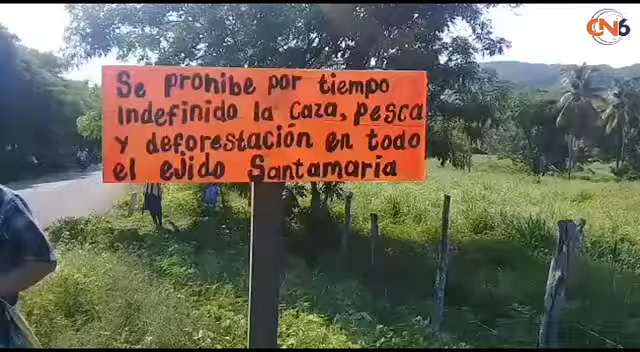 CN6
Se prohibe por tiempo
indefinido la caza, pesca
y deforestación en todo
el ejido Santamaria